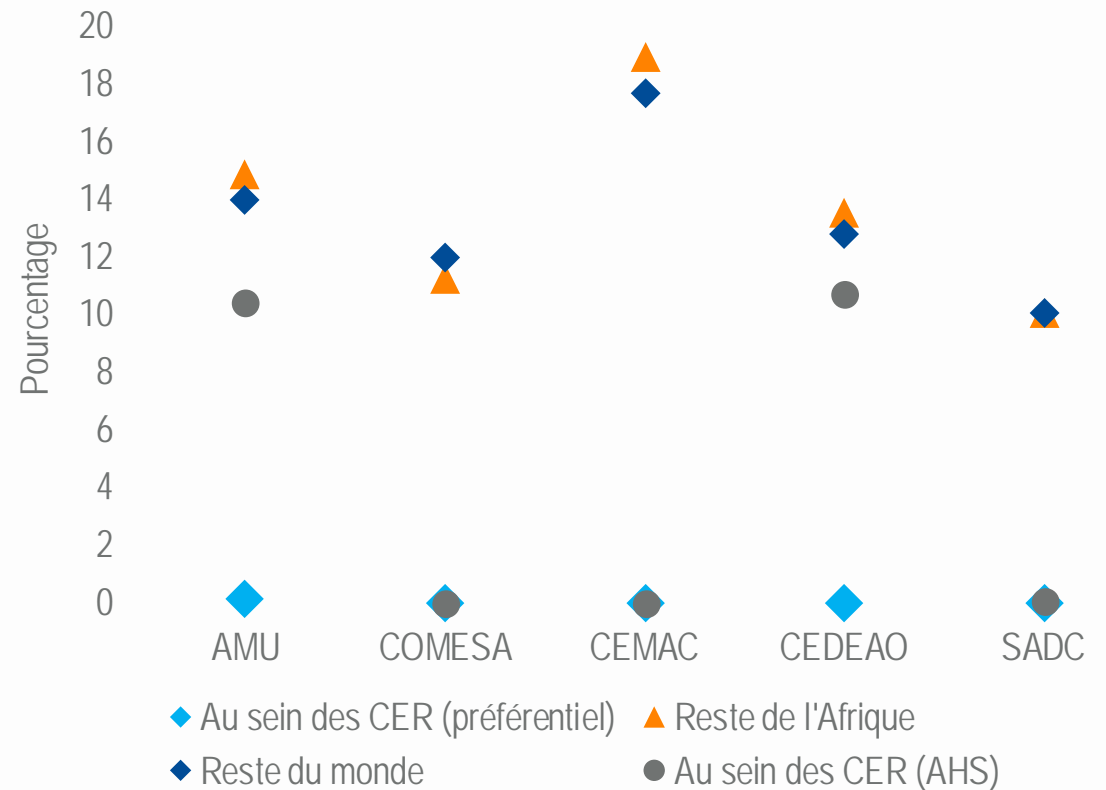 Pourcentage
20
18
16
14
12
10
8
6
4
2
0
AMU COMESA CEMAC CEDEAO SADC
Au sein des CER (préférentiel) Reste de l'Afrique
Reste du monde Au sein des CER (AHS)